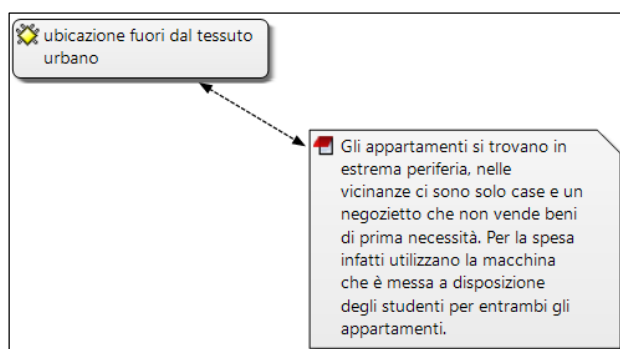 ubicazione fuori dal tessuto
urbano
Gli appartamenti si trovano in
estrema periferia, nelle
vicinanze ci sono solo case e un
negozietto che non vende beni
di prima necessità. Per la spesa
infatti utilizzano la macchina
che è messa a disposizione
degli studenti per entrambi gli
appartamenti.